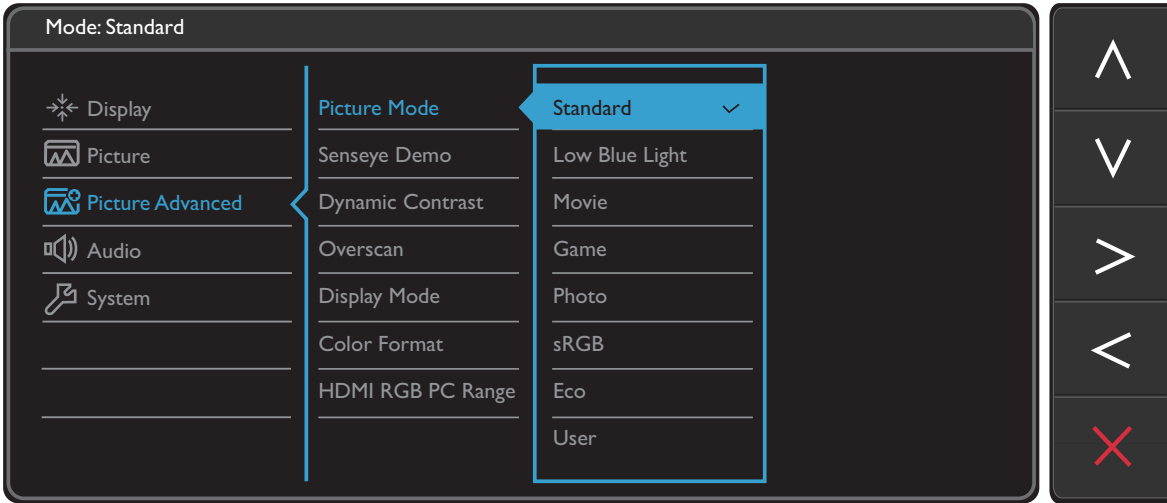 Mode: Standard
Display
Picture
Picture Advanced
Audio
System
Picture Mode
Senseye Demo
Dynamic Contrast
Overscan
Display Mode
Color Format
HDMI RGB PC Range
Standard
Low Blue Light
Movie
Game
Photo
sRGB
Eco
User